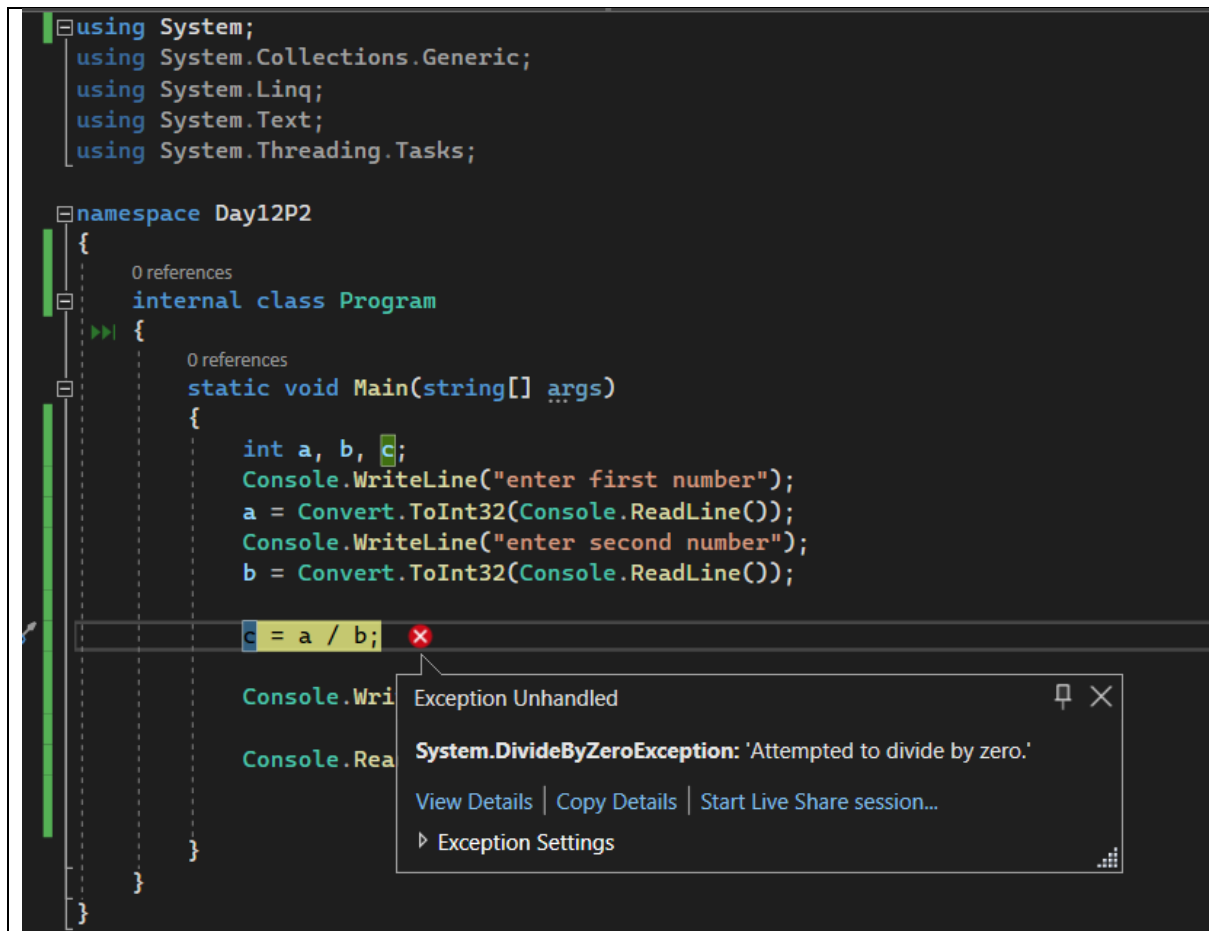 using System;
using System.Collections.Generic;
using System.Linq;
using System.Text;
using System.Threading.Tasks;
namespace Day12P2
{
0 references
internal class Program
{
0 references
static void Main(string[] args)
{
int a, b, c;
Console.WriteLine("enter first number");
a = Convert.ToInt32(Console.ReadLine());
Console.WriteLine("enter second number");
b = Convert.ToInt32(Console.ReadLine());
c = a / b;
Console.Wri
Exception Unhandled
System.DivideByZeroException: 'Attempted to divide by zero.'
Console.Rea
View Details | Copy Details | Start Live Share session...
Exception Settings
}
}
}